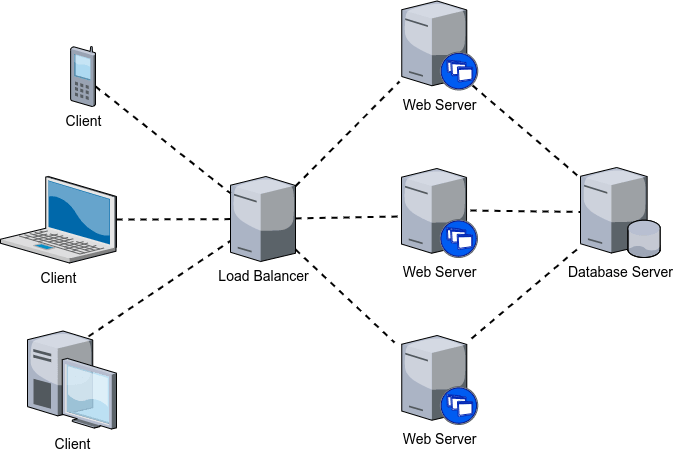 Web Server
Client
Client
Load Balancer
Web Server
Database Server
Client
Web Server